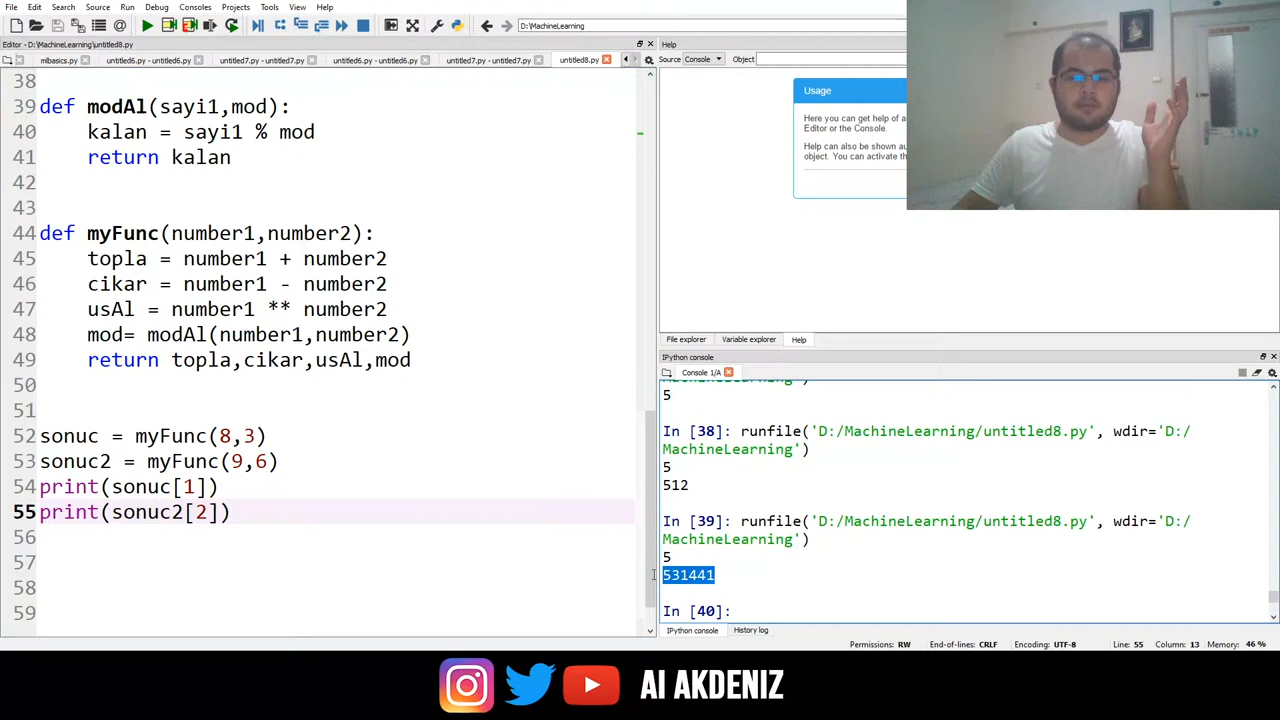 File Edit Search Source Run Debug Consoles Projects Tools View Help
D:\MachineLearning
Editor - D:\MachineLearning\untitled8.py
mlbasics.py untitled6.py - untitled6.py untitled7.py - untitled7.py untitled6.py - untitled6.py untitled7.py - untitled7.py untitled8.py
38
39 def modAl(sayi1,mod):
40 kalan = sayi1 % mod
41 return kalan
42
43
44 def myFunc(number1,number2):
45 topla = number1 + number2
46 cikar = number1 - number2
47 usAl = number1 ** number2
48 mod= modAl(number1,number2)
49 return topla,cikar,usAl,mod
50
51
52 sonuc = myFunc(8,3)
53 sonuc2 = myFunc(9,6)
54 print(sonuc[1])
55 print(sonuc2[2])
56
57
58
59
Help
Source Console Object
Usage
Here you can get help of a
Editor or the Console.
Help can also be shown au
object. You can activate th
File explorer Variable explorer Help
IPython console
Console 1/A
MachineLearning')
5
In [38]: runfile('D:/MachineLearning/untitled8.py', wdir='D:/
MachineLearning')
5
512
In [39]: runfile('D:/MachineLearning/untitled8.py', wdir='D:/
MachineLearning')
5
531441
In [40]:
IPython console History log
Permissions: RW End-of-lines: CRLF Encoding: UTF-8 Line: 55 Column: 13 Memory: 46 %
AI AKDENİZ